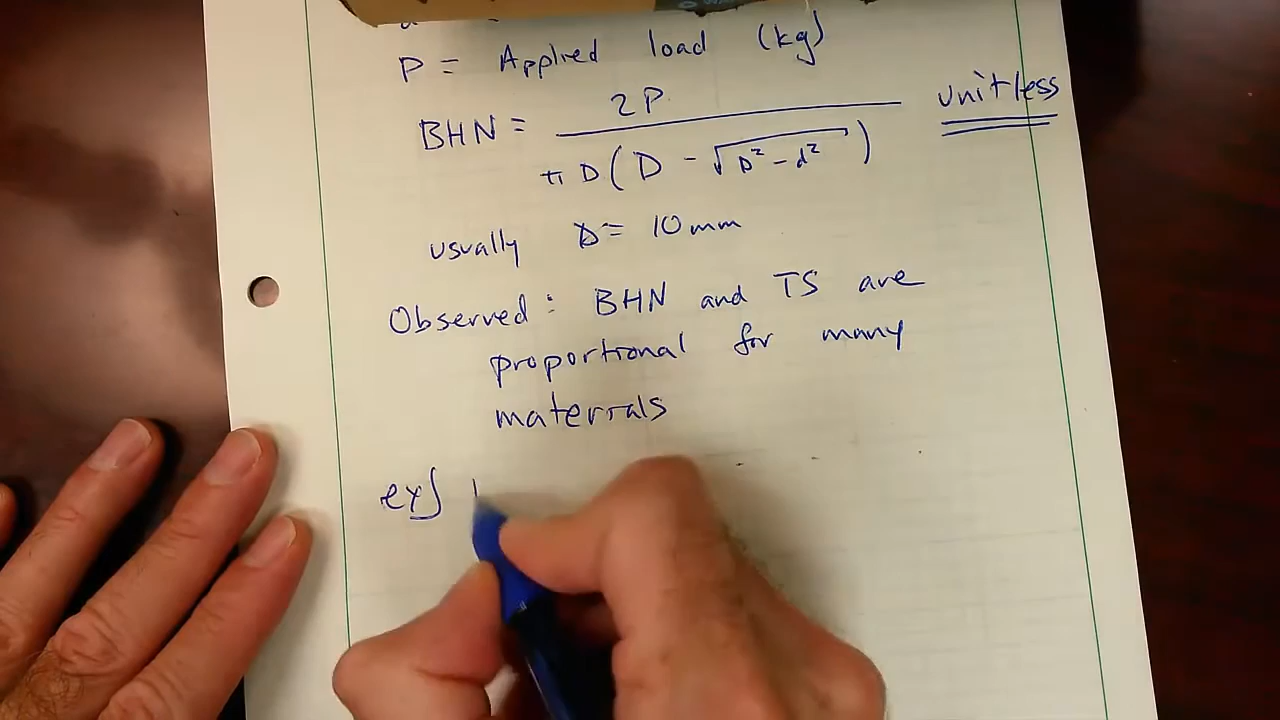 P = Applied load (kg)
BHN = 2P / π D ( D - √D² - d² ) unitless
usually D = 10 mm
Observed : BHN and TS are
proportional for many
materials
ex)